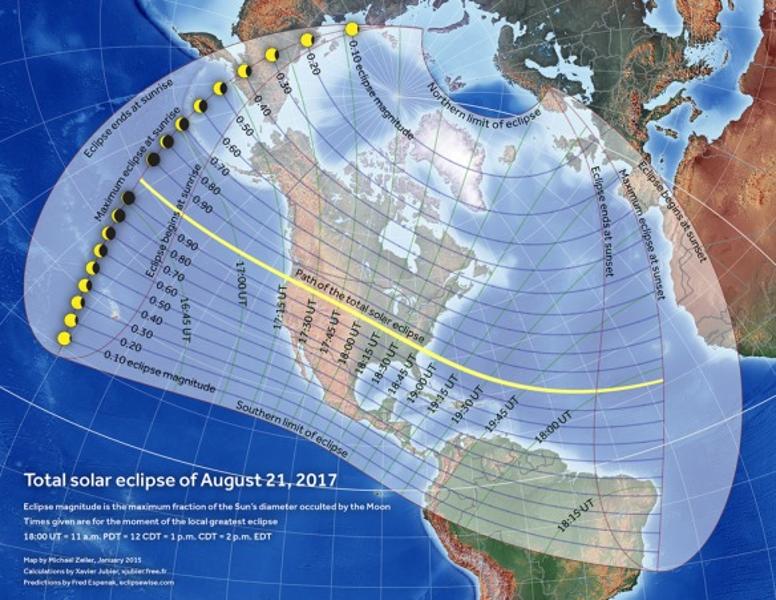 0.10 eclipse magnitude
0.20
0.30
0.40
0.50
0.60
0.70
0.80
0.90
Northern limit of eclipse
Eclipse ends at sunrise
Maximum eclipse at sunrise
Eclipse begins at sunrise
Eclipse ends at sunset
Maximum eclipse at sunset
Eclipse begins at sunset
Path of the total solar eclipse
0.90
0.80
0.70
0.60
0.50
0.40
0.30
0.20
0.10 eclipse magnitude
Southern limit of eclipse
16:45 UT
17:00 UT
17:15 UT
17:30 UT
17:45 UT
18:00 UT
18:15 UT
18:30 UT
18:45 UT
19:00 UT
19:15 UT
19:30 UT
19:45 UT
18:00 UT
18:15 UT
Total solar eclipse of August 21, 2017
Eclipse magnitude is the maximum fraction of the Sun's diameter occulted by the Moon
Times given are for the moment of the local greatest eclipse
18:00 UT = 11 a.m. PDT = 12 CDT = 1 p.m. CDT = 2 p.m. EDT
Map by Michael Zeiler, January 2015
Calculations by Xavier Jubier, xjubier.free.fr
Predictions by Fred Espenak, eclipsewise.com